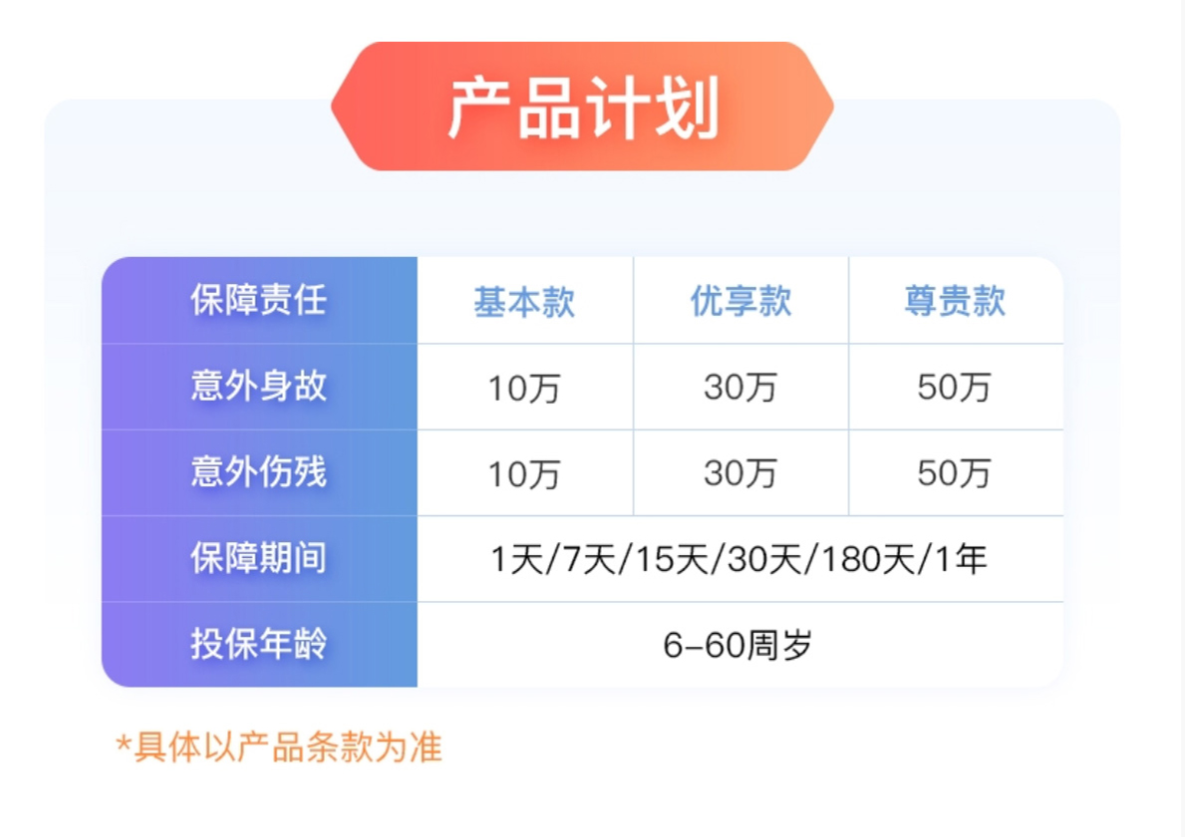 产品计划
保障责任 基本款 优享款 尊贵款
意外身故 10万 30万 50万
意外伤残 10万 30万 50万
保障期间 1天/7天/15天/30天/180天/1年
投保年龄 6–60周岁
*具体以产品条款为准